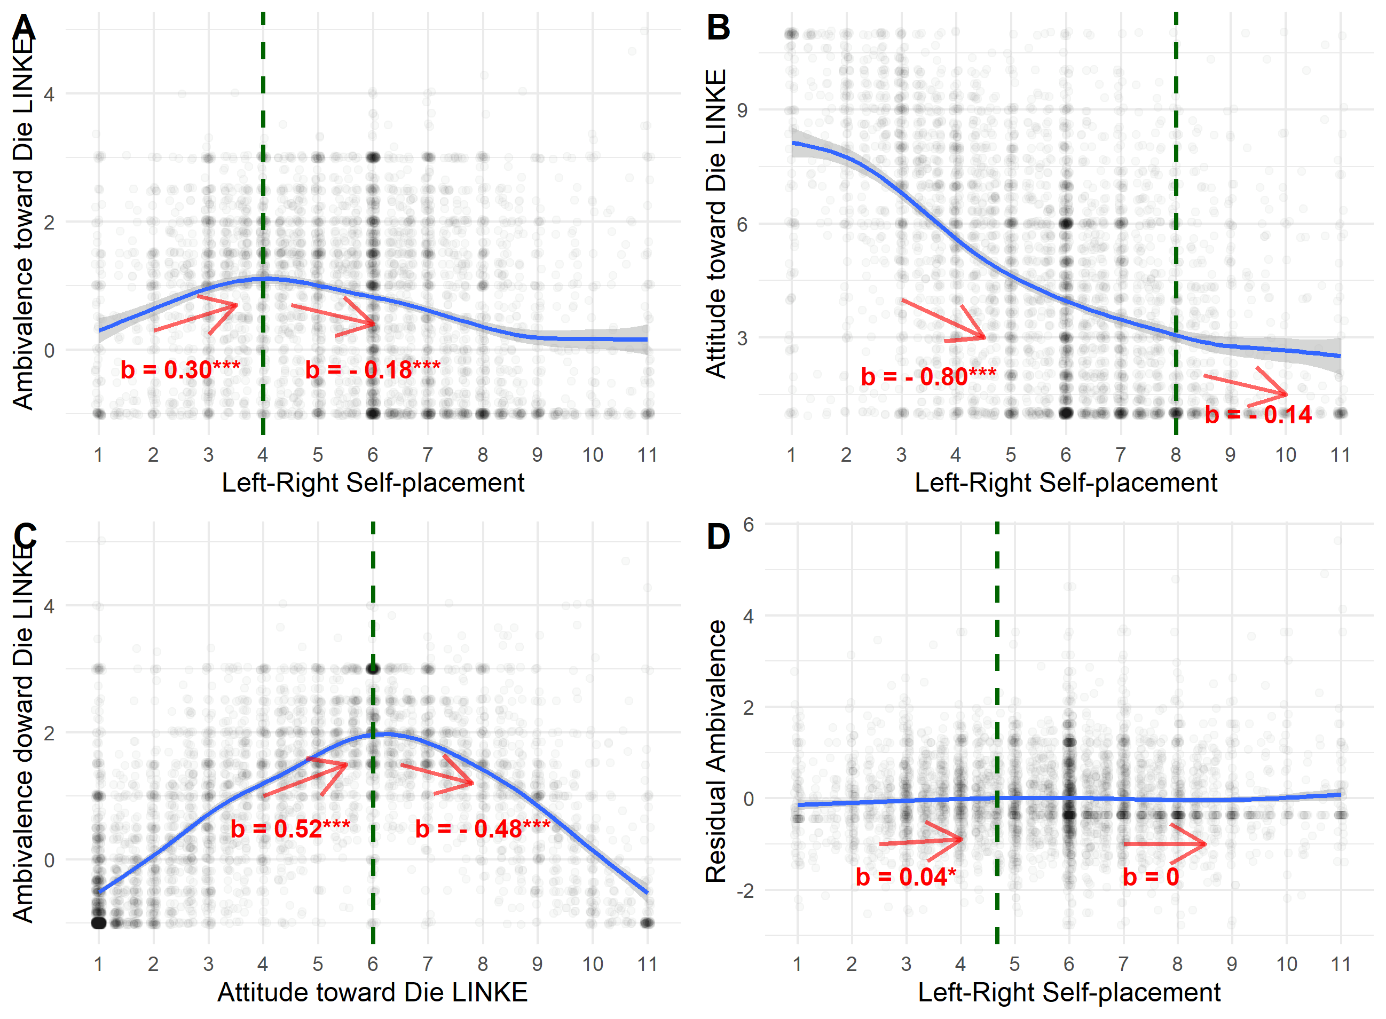 A
Ambivalence toward Die LINKE
4
2
0
b = 0.30***
b = - 0.18***
1 2 3 4 5 6 7 8 9 10 11
Left-Right Self-placement
B
Attitude toward Die LINKE
9
6
3
b = - 0.80***
b = - 0.14
1 2 3 4 5 6 7 8 9 10 11
Left-Right Self-placement
C
Ambivalence doward Die LINKE
4
2
0
b = 0.52***
b = - 0.48***
1 2 3 4 5 6 7 8 9 10 11
Attitude toward Die LINKE
D
Residual Ambivalence
6
4
2
0
-2
b = 0.04*
b = 0
1 2 3 4 5 6 7 8 9 10 11
Left-Right Self-placement